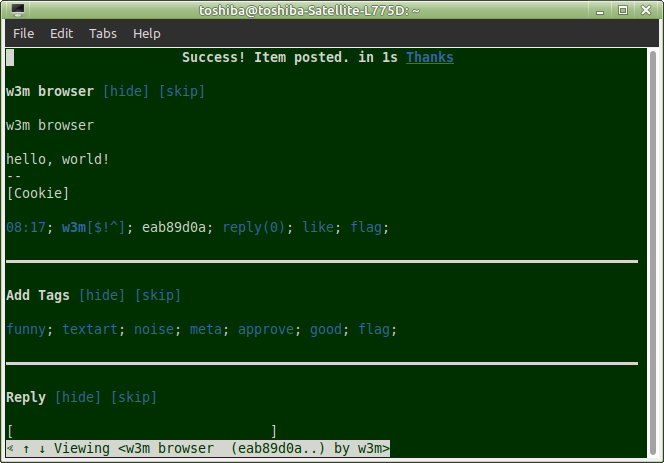 toshiba@toshiba-Satellite-L775D: ~
File Edit Tabs Help
Success! Item posted. in 1s Thanks
w3m browser [hide] [skip]
w3m browser
hello, world!
--
[Cookie]
08:17; w3m[$!^]; eab89d0a; reply(0); like; flag;
Add Tags [hide] [skip]
funny; textart; noise; meta; approve; good; flag;
Reply [hide] [skip]
[ ]
« ↑ ↓ Viewing <w3m browser (eab89d0a..) by w3m>